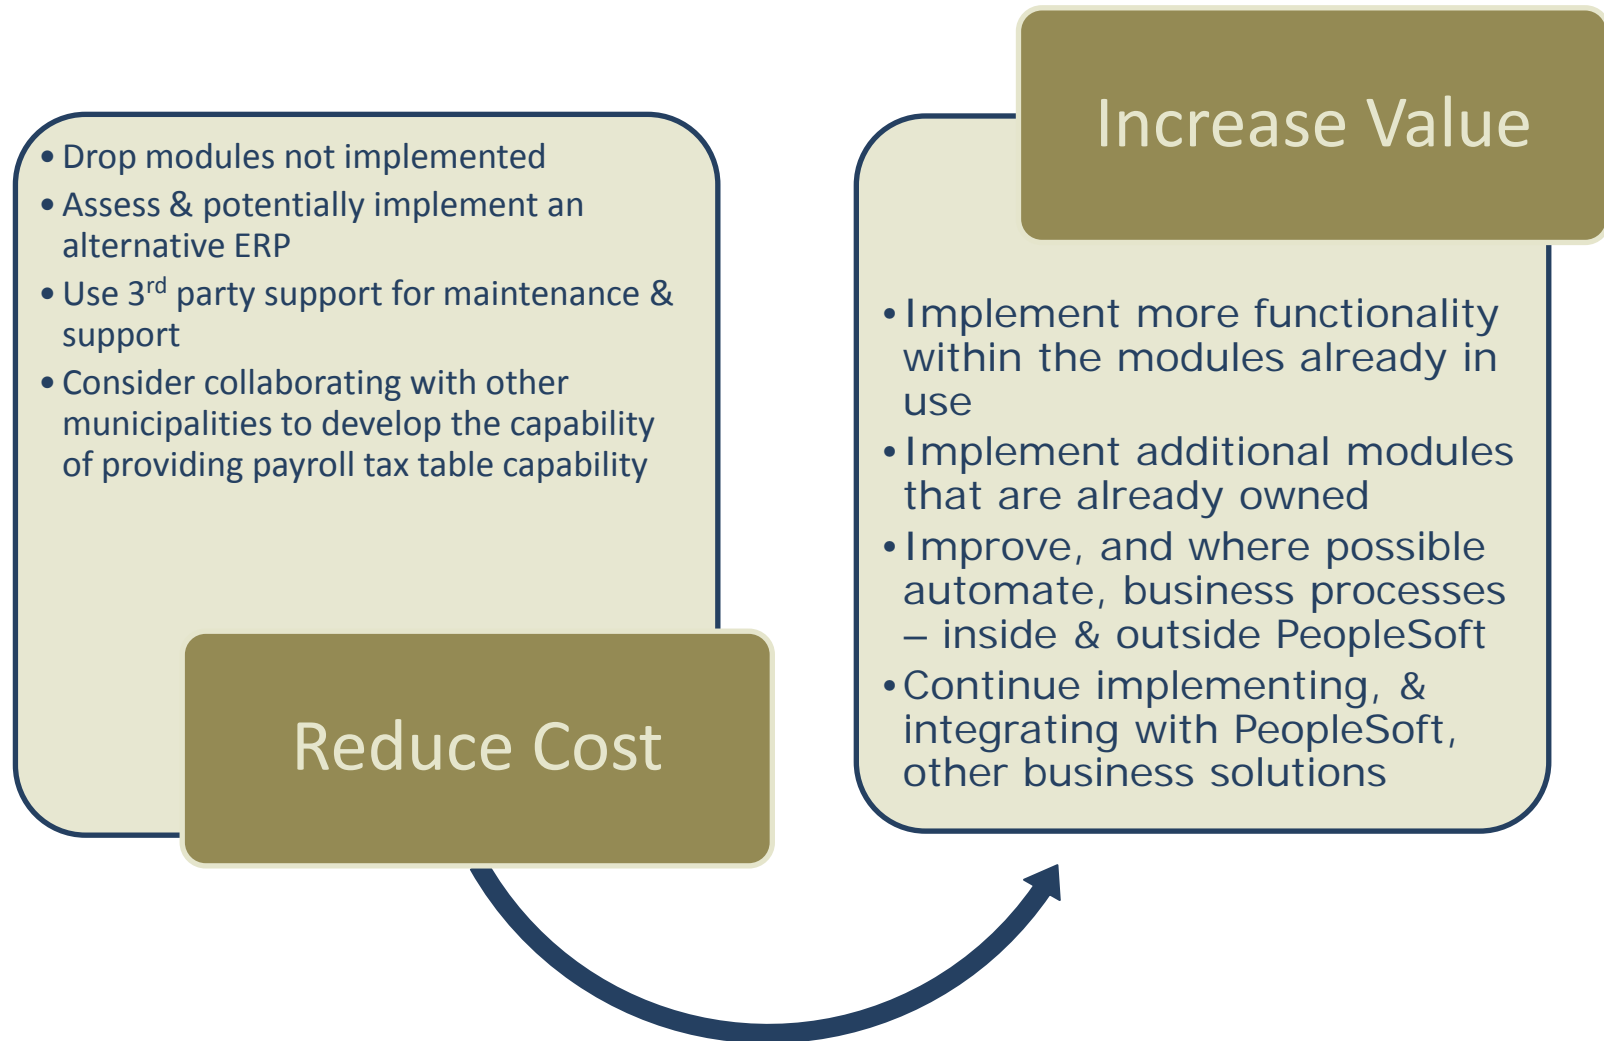 • Drop modules not implemented
• Assess & potentially implement an
alternative ERP
• Use 3rd party support for maintenance &
support
• Consider collaborating with other
municipalities to develop the capability
of providing payroll tax table capability
Reduce Cost
Increase Value
• Implement more functionality
within the modules already in
use
• Implement additional modules
that are already owned
• Improve, and where possible
automate, business processes
– inside & outside PeopleSoft
• Continue implementing, &
integrating with PeopleSoft,
other business solutions